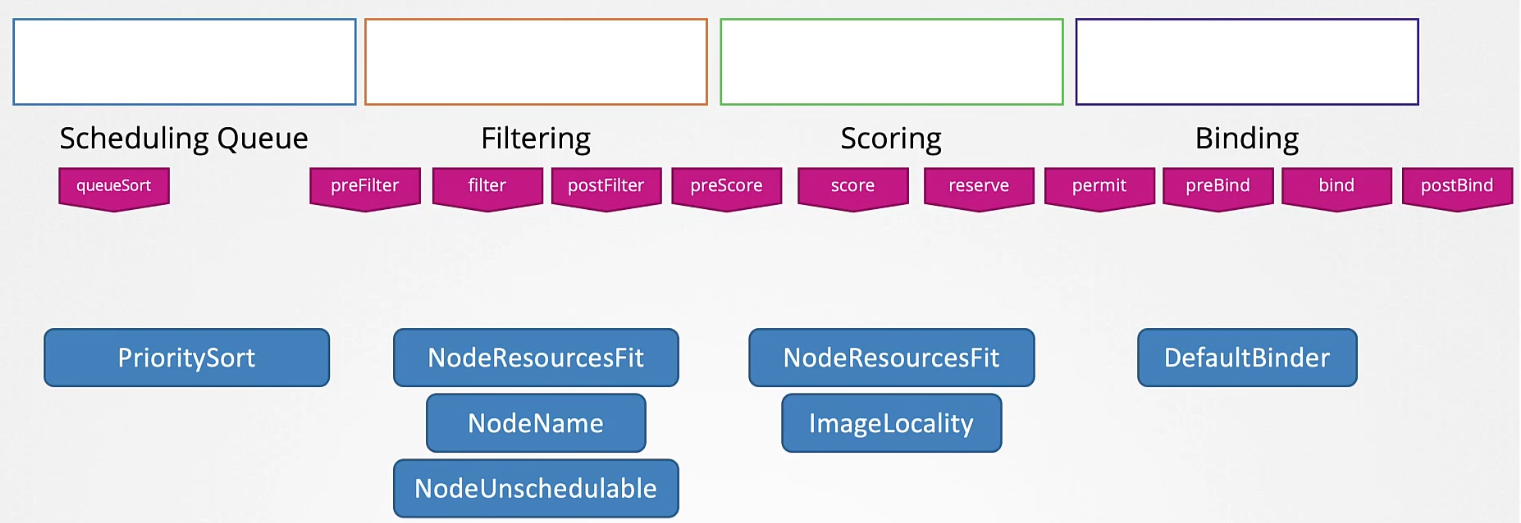 Scheduling Queue
Filtering
Scoring
Binding
queueSort
preFilter
filter
postFilter
preScore
score
reserve
permit
preBind
bind
postBind
PrioritySort
NodeResourcesFit
NodeResourcesFit
DefaultBinder
NodeName
ImageLocality
NodeUnschedulable